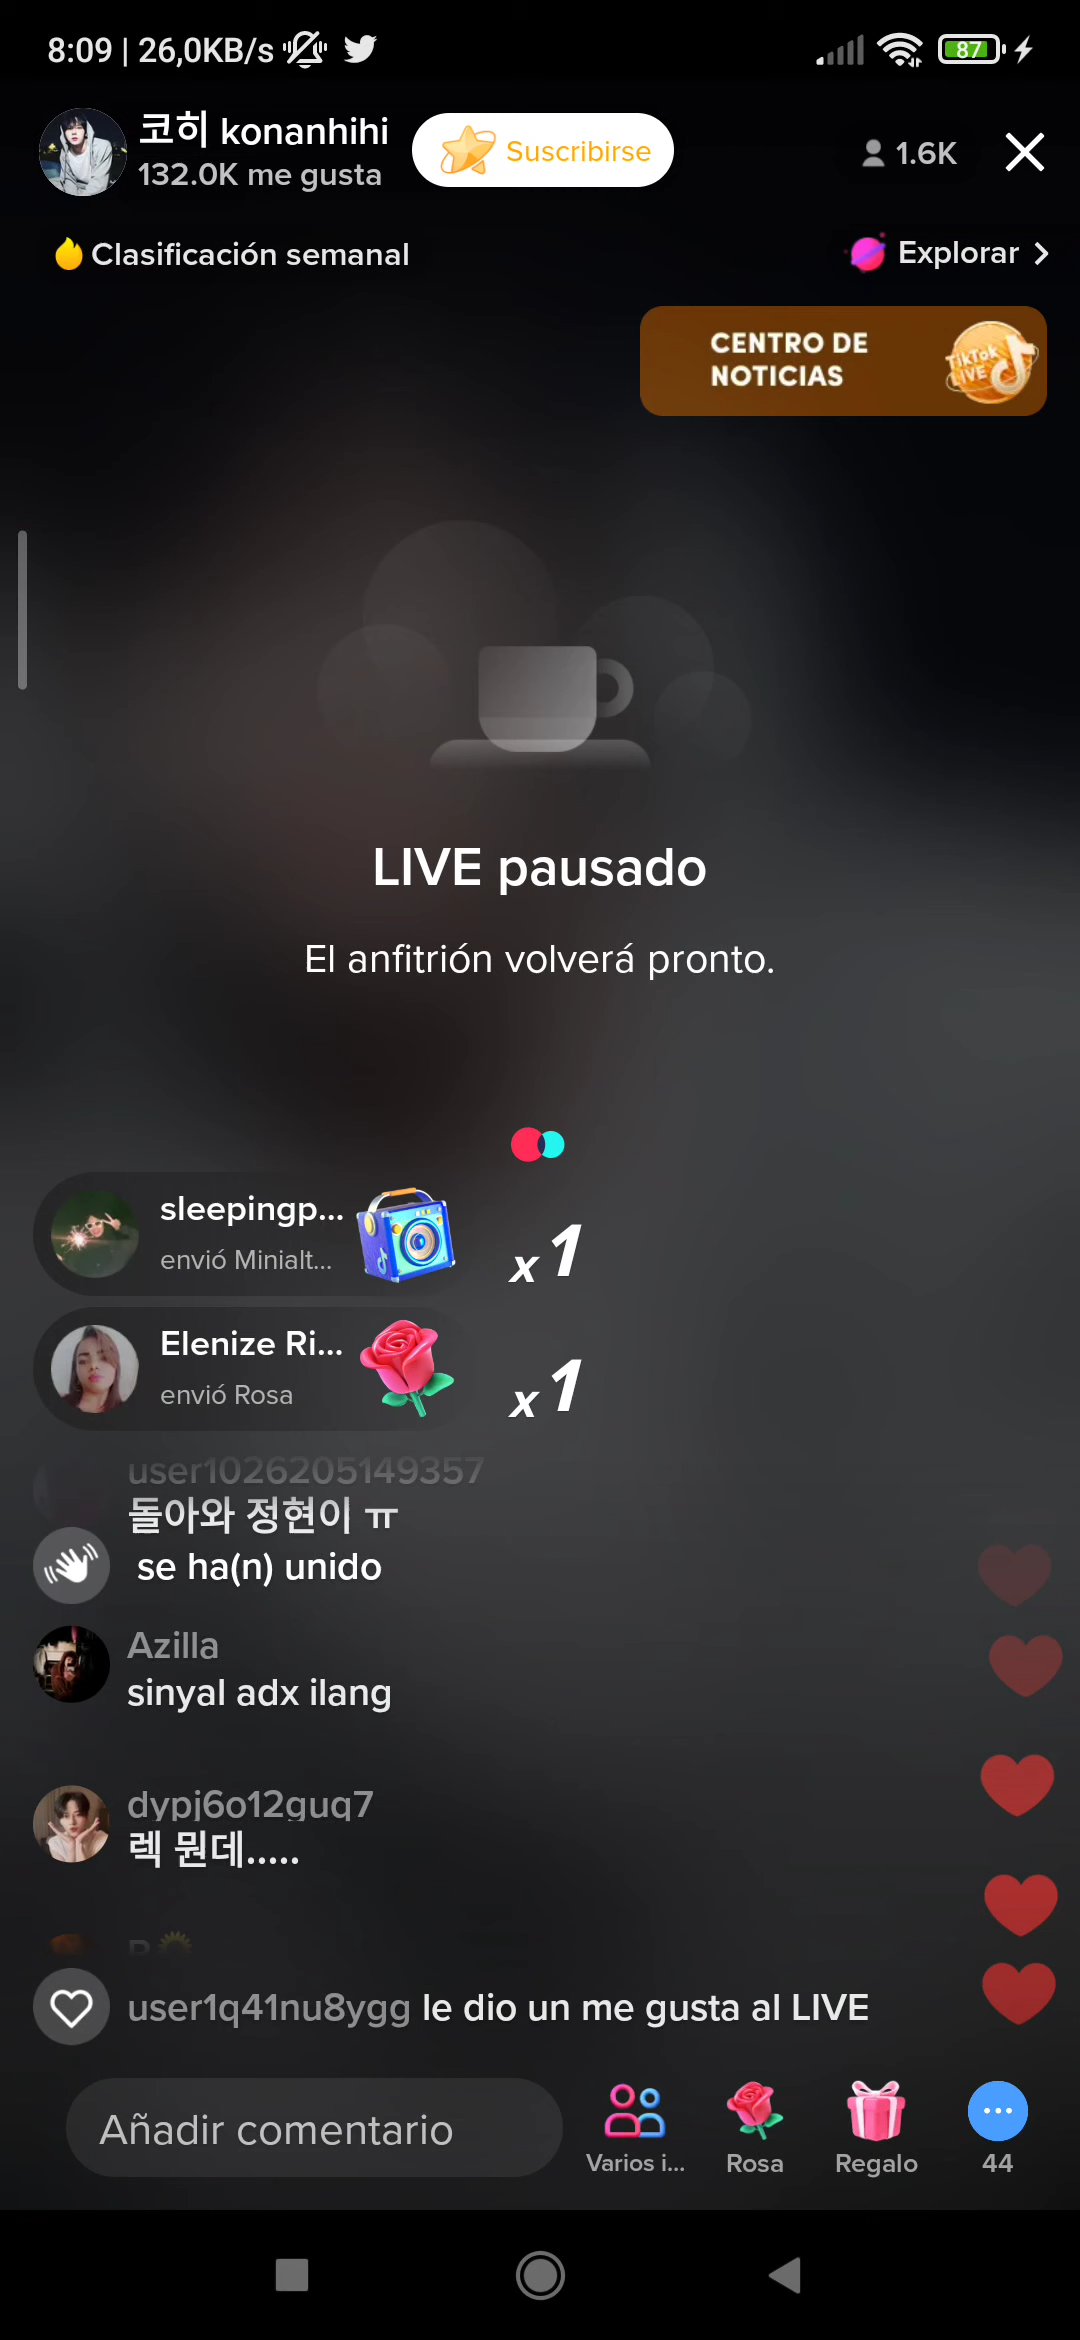 8:09 | 26,0KB/s
87
코히 konanhihi
132.0K me gusta
Suscribirse
1.6K
Clasificación semanal
Explorar
CENTRO DE
NOTICIAS
TikTok
LIVE
LIVE pausado
El anfitrión volverá pronto.
sleepingp...
envió Minialt...
x1
Elenize Ri...
envió Rosa
x1
user1026205149357
돌아와 정현이 ㅠ
se ha(n) unido
Azilla
sinyal adx ilang
dypj6o12guq7
렉 뭔데.....
user1q41nu8ygg le dio un me gusta al LIVE
Añadir comentario
Varios i...
Rosa
Regalo
44